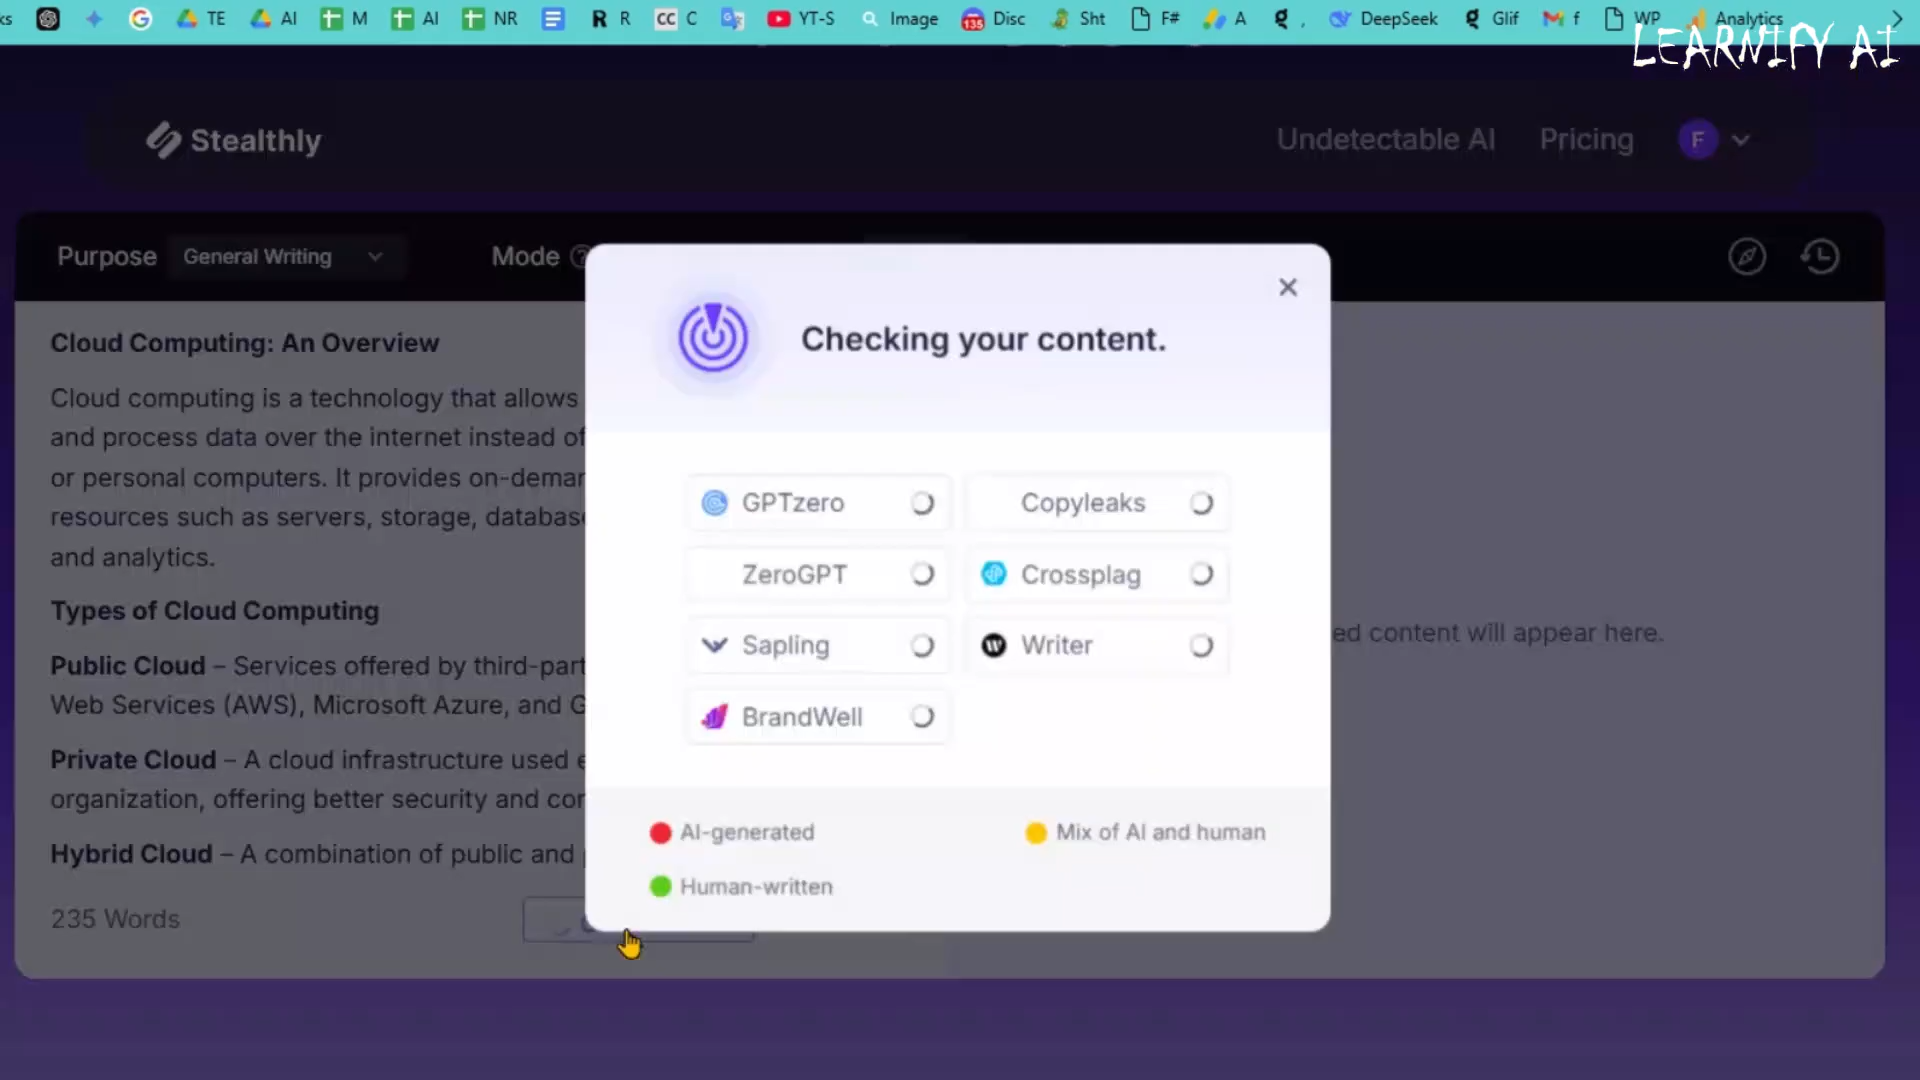 TE
AI
M
AI
NR
R
CC C
YT-S
Image
135 Disc
Sht
F#
A
g .
DeepSeek
Glif
f
WP
Analytics
LEARNIFY AI
Stealthly
Undetectable AI
Pricing
F
Purpose
General Writing
Mode
Cloud Computing: An Overview
Cloud computing is a technology that allows
and process data over the internet instead of
or personal computers. It provides on-deman
resources such as servers, storage, database
and analytics.
Types of Cloud Computing
Public Cloud – Services offered by third-part
Web Services (AWS), Microsoft Azure, and G
Private Cloud – A cloud infrastructure used e
organization, offering better security and con
Hybrid Cloud – A combination of public and
235 Words
Checking your content.
GPTzero
Copyleaks
ZeroGPT
Crossplag
Sapling
Writer
BrandWell
AI-generated
Mix of AI and human
Human-written
ed content will appear here.